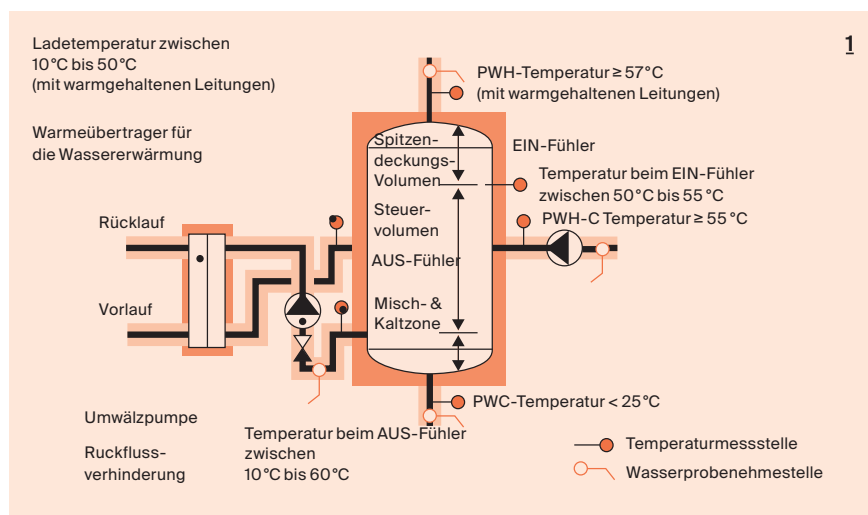 1
Ladetemperatur zwischen
10°C bis 50°C
(mit warmgehaltenen Leitungen)
Warmeübertrager für
die Wassererwärmung
PWH-Temperatur ≥ 57°C
(mit warmgehaltenen Leitungen)
Spitzen-
deckungs-
Volumen
EIN-Fühler
Temperatur beim EIN-Fühler
zwischen 50°C bis 55°C
Steuer-
volumen
PWH-C Temperatur ≥ 55°C
Rücklauf
AUS-Fühler
Vorlauf
Misch- &
Kaltzone
PWC-Temperatur < 25°C
Umwälzpumpe
Ruckfluss-
verhinderung
Temperatur beim AUS-Fühler
zwischen
10°C bis 60°C
Temperaturmessstelle
Wasserprobenehmestelle